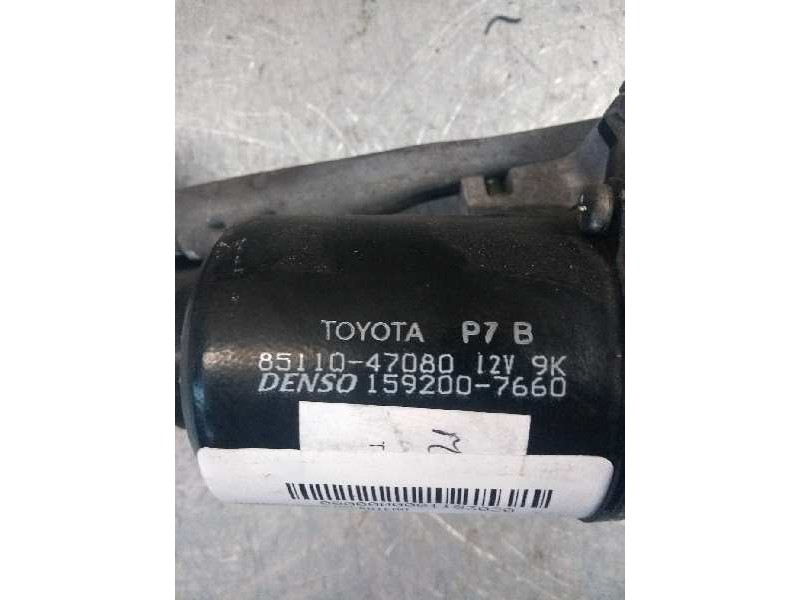 TOYOTA P7 B
85110-47080 12V 9K
DENSO 159200-7660